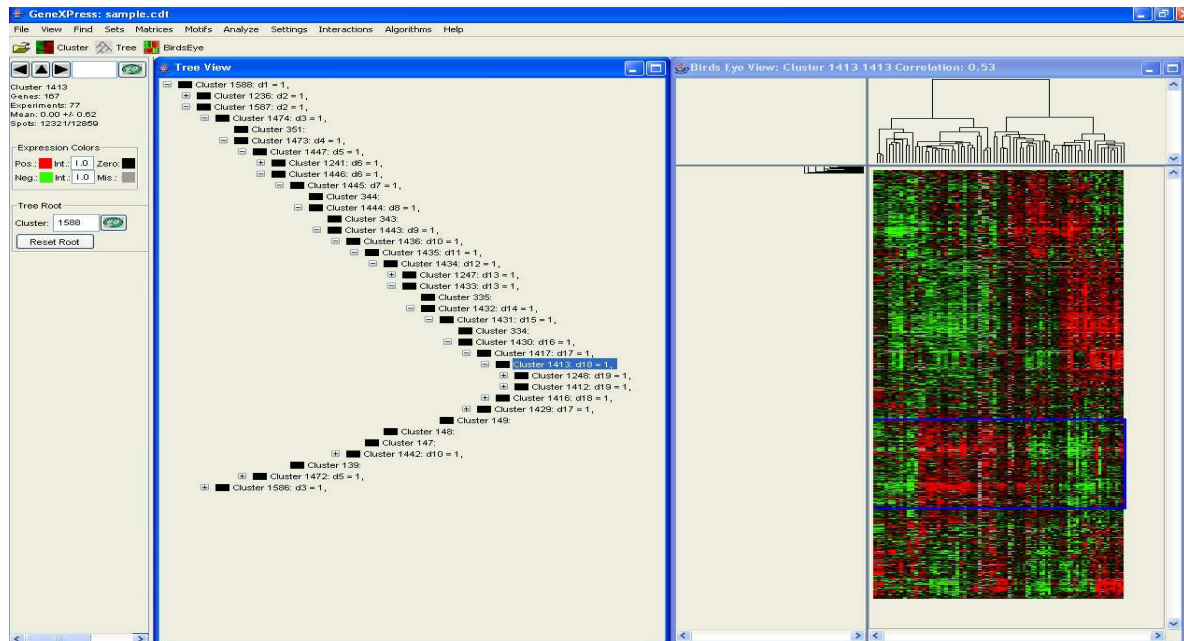 GeneXPress: sample.cdt
File View Find Sets Matrices Motifs Analyze Settings Interactions Algorithms Help
Cluster Tree BirdsEye
Cluster 1413
Genes: 167
Experiments: 77
Mean: 0.00 +/- 0.62
Spots: 12321/12859
Expression Colors
Pos.: Int.: 1.0 Zero:
Neg.: Int.: 1.0 Mis.:
Tree Root
Cluster: 1588
Reset Root
Tree View
Cluster 1588: d1 = 1,
Cluster 1236: d2 = 1,
Cluster 1587: d2 = 1,
Cluster 1474: d3 = 1,
Cluster 351:
Cluster 1473: d4 = 1,
Cluster 1447: d5 = 1,
Cluster 1241: d6 = 1,
Cluster 1446: d6 = 1,
Cluster 1445: d7 = 1,
Cluster 344:
Cluster 1444: d8 = 1,
Cluster 343:
Cluster 1443: d9 = 1,
Cluster 1436: d10 = 1,
Cluster 1435: d11 = 1,
Cluster 1434: d12 = 1,
Cluster 1247: d13 = 1,
Cluster 1433: d13 = 1,
Cluster 335:
Cluster 1432: d14 = 1,
Cluster 1431: d15 = 1,
Cluster 334:
Cluster 1430: d16 = 1,
Cluster 1417: d17 = 1,
Cluster 1413: d18 = 1,
Cluster 1248: d19 = 1,
Cluster 1412: d19 = 1,
Cluster 1416: d18 = 1,
Cluster 1429: d17 = 1,
Cluster 149:
Cluster 148:
Cluster 147:
Cluster 1442: d10 = 1,
Cluster 139:
Cluster 1472: d5 = 1,
Cluster 1586: d3 = 1,
Birds Eye View: Cluster 1413 1413 Correlation: 0.53